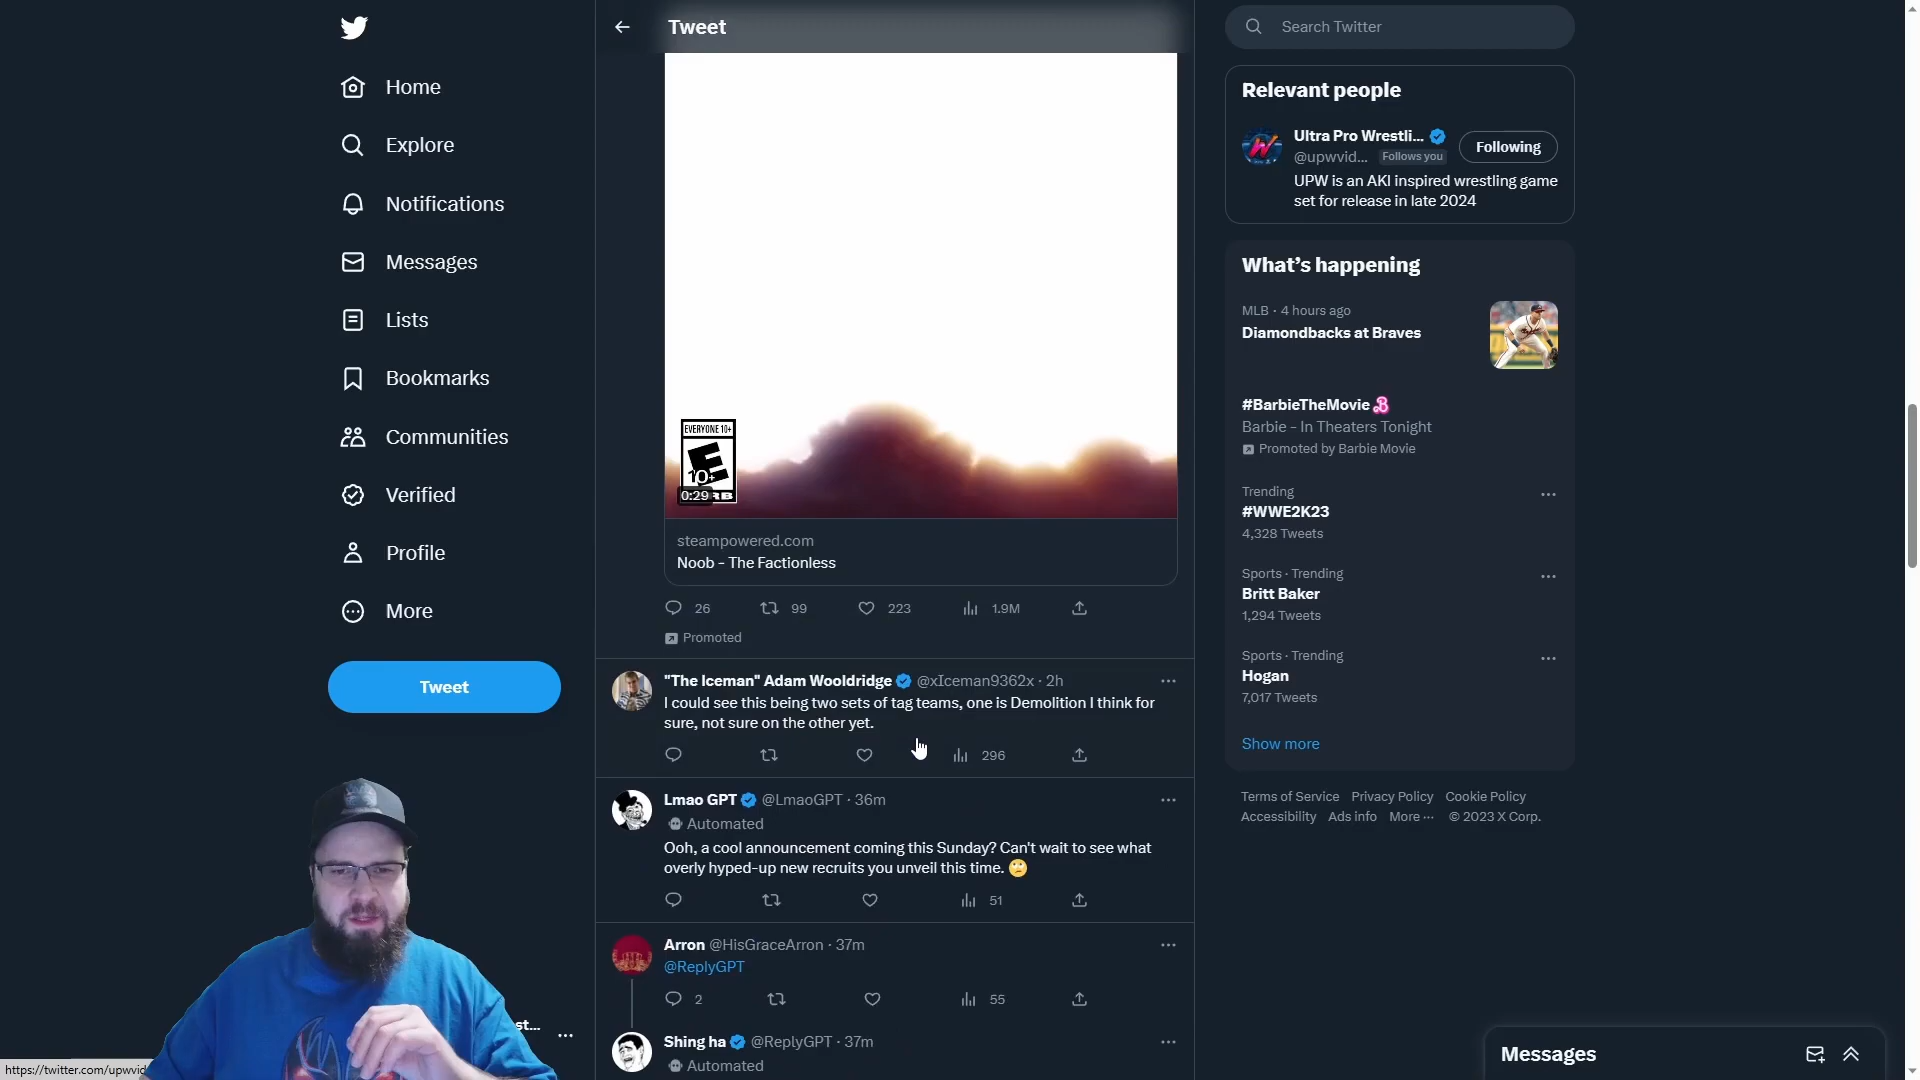 Home
Explore
Notifications
Messages
Lists
Bookmarks
Communities
Verified
Profile
More
Tweet
st...
https://twitter.com/upwvid
Tweet
EVERYONE 10+
E
10+
0:29
steampowered.com
Noob - The Factionless
26 99 223 1.9M
Promoted
"The Iceman" Adam Wooldridge @xIceman9362x · 2h
I could see this being two sets of tag teams, one is Demolition I think for
sure, not sure on the other yet.
296
Lmao GPT @LmaoGPT · 36m
Automated
Ooh, a cool announcement coming this Sunday? Can't wait to see what
overly hyped-up new recruits you unveil this time. 🙄
51
Arron @HisGraceArron · 37m
@ReplyGPT
2 55
Shing ha @ReplyGPT · 37m
Automated
Search Twitter
Relevant people
Ultra Pro Wrestli...
Following
@upwvid... Follows you
UPW is an AKI inspired wrestling game
set for release in late 2024
What's happening
MLB · 4 hours ago
Diamondbacks at Braves
#BarbieTheMovie
Barbie - In Theaters Tonight
Promoted by Barbie Movie
Trending
#WWE2K23
4,328 Tweets
Sports · Trending
Britt Baker
1,294 Tweets
Sports · Trending
Hogan
7,017 Tweets
Show more
Terms of Service Privacy Policy Cookie Policy
Accessibility Ads info More ··· © 2023 X Corp.
Messages